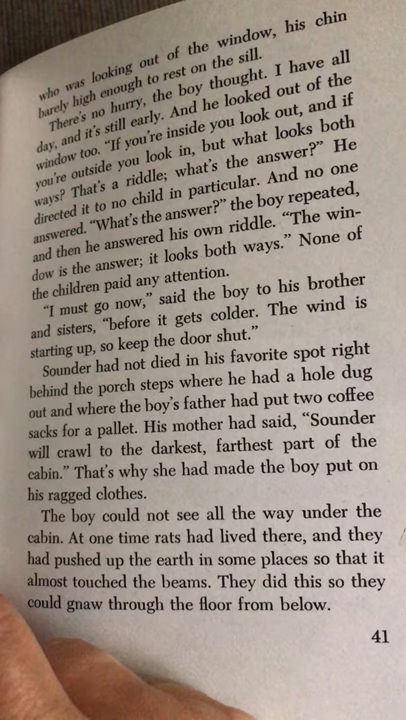 who was looking out of the window, his chin
barely high enough to rest on the sill.
There's no hurry, the boy thought. I have all
day, and it's still early. And he looked out of the
window too. “If you're inside you look out, and if
you're outside you look in, but what looks both
ways? That's a riddle; what's the answer?” He
directed it to no child in particular. And no one
answered. “What's the answer?” the boy repeated,
and then he answered his own riddle. “The win-
dow is the answer; it looks both ways.” None of
the children paid any attention.
“I must go now,” said the boy to his brother
and sisters, “before it gets colder. The wind is
starting up, so keep the door shut.”
Sounder had not died in his favorite spot right
behind the porch steps where he had a hole dug
out and where the boy's father had put two coffee
sacks for a pallet. His mother had said, “Sounder
will crawl to the darkest, farthest part of the
cabin.” That's why she had made the boy put on
his ragged clothes.
The boy could not see all the way under the
cabin. At one time rats had lived there, and they
had pushed up the earth in some places so that it
almost touched the beams. They did this so they
could gnaw through the floor from below.
41